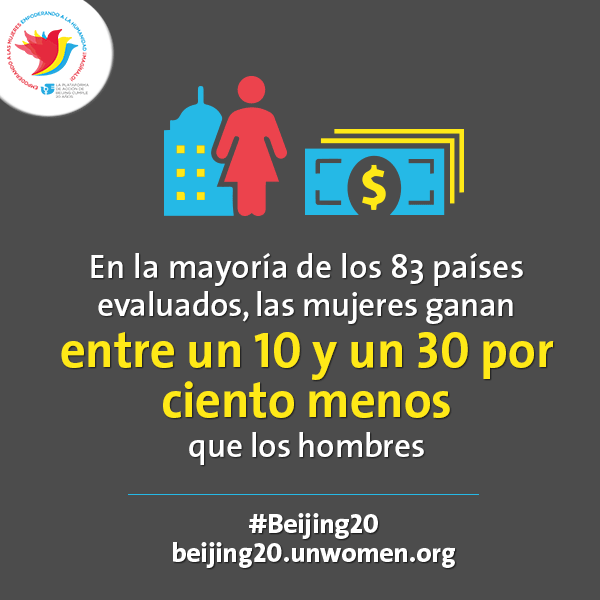 EMPODERANDO A LAS MUJERES EMPODERANDO A LA HUMANIDAD ¡IMAGÍNALO!
LA PLATAFORMA
DE ACCIÓN DE
BEIJING CUMPLE
20 AÑOS
$
En la mayoría de los 83 países
evaluados, las mujeres ganan
entre un 10 y un 30 por
ciento menos
que los hombres
#Beijing20
beijing20.unwomen.org